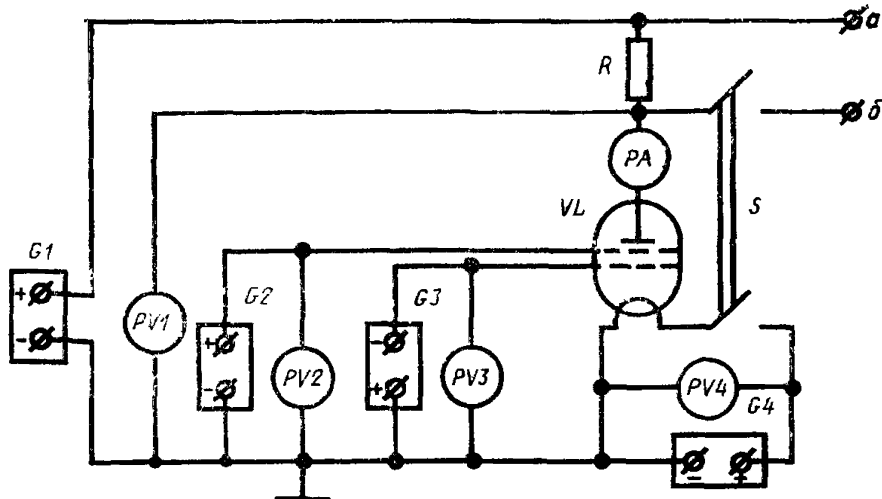 а
R
б
PA
VL
S
G1
+
-
PV1
G2
+
-
PV2
G3
-
+
PV3
PV4
G4
-
+